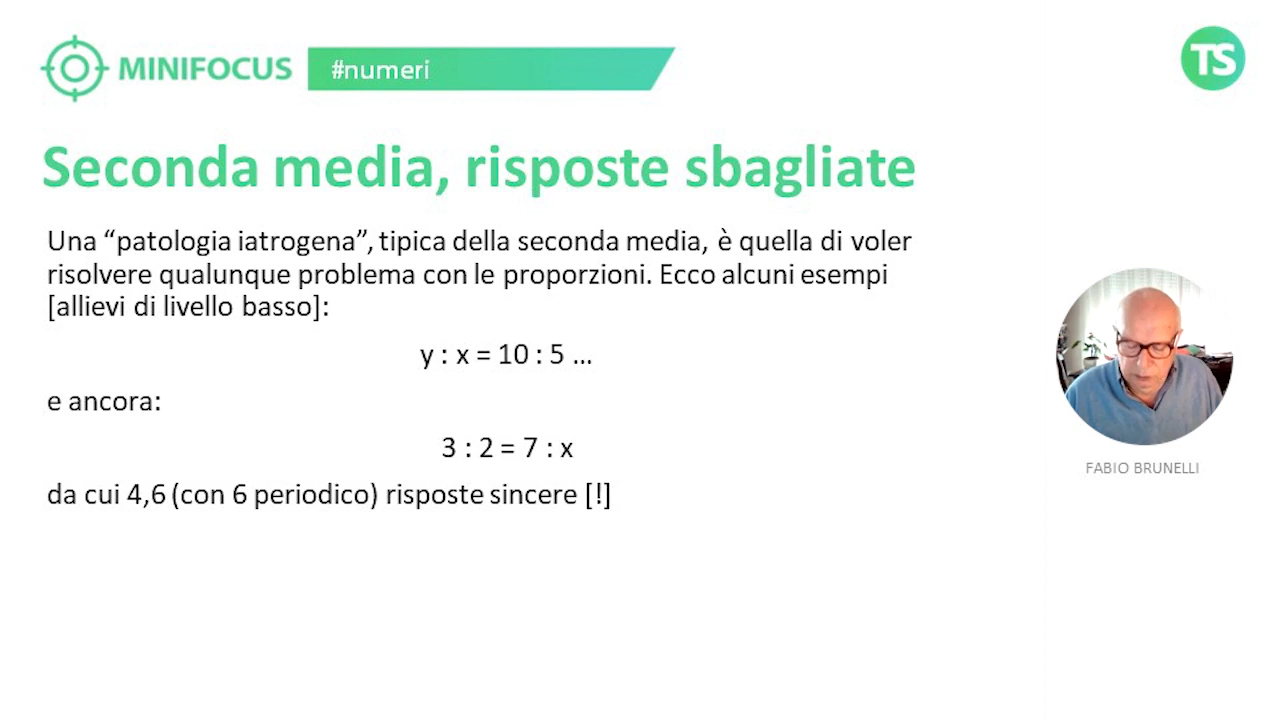 MINIFOCUS
#numeri
TS
Seconda media, risposte sbagliate
Una “patologia iatrogena”, tipica della seconda media, è quella di voler
risolvere qualunque problema con le proporzioni. Ecco alcuni esempi
[allievi di livello basso]:
y : x = 10 : 5 ...
e ancora:
3 : 2 = 7 : x
da cui 4,6 (con 6 periodico) risposte sincere [!]
FABIO BRUNELLI